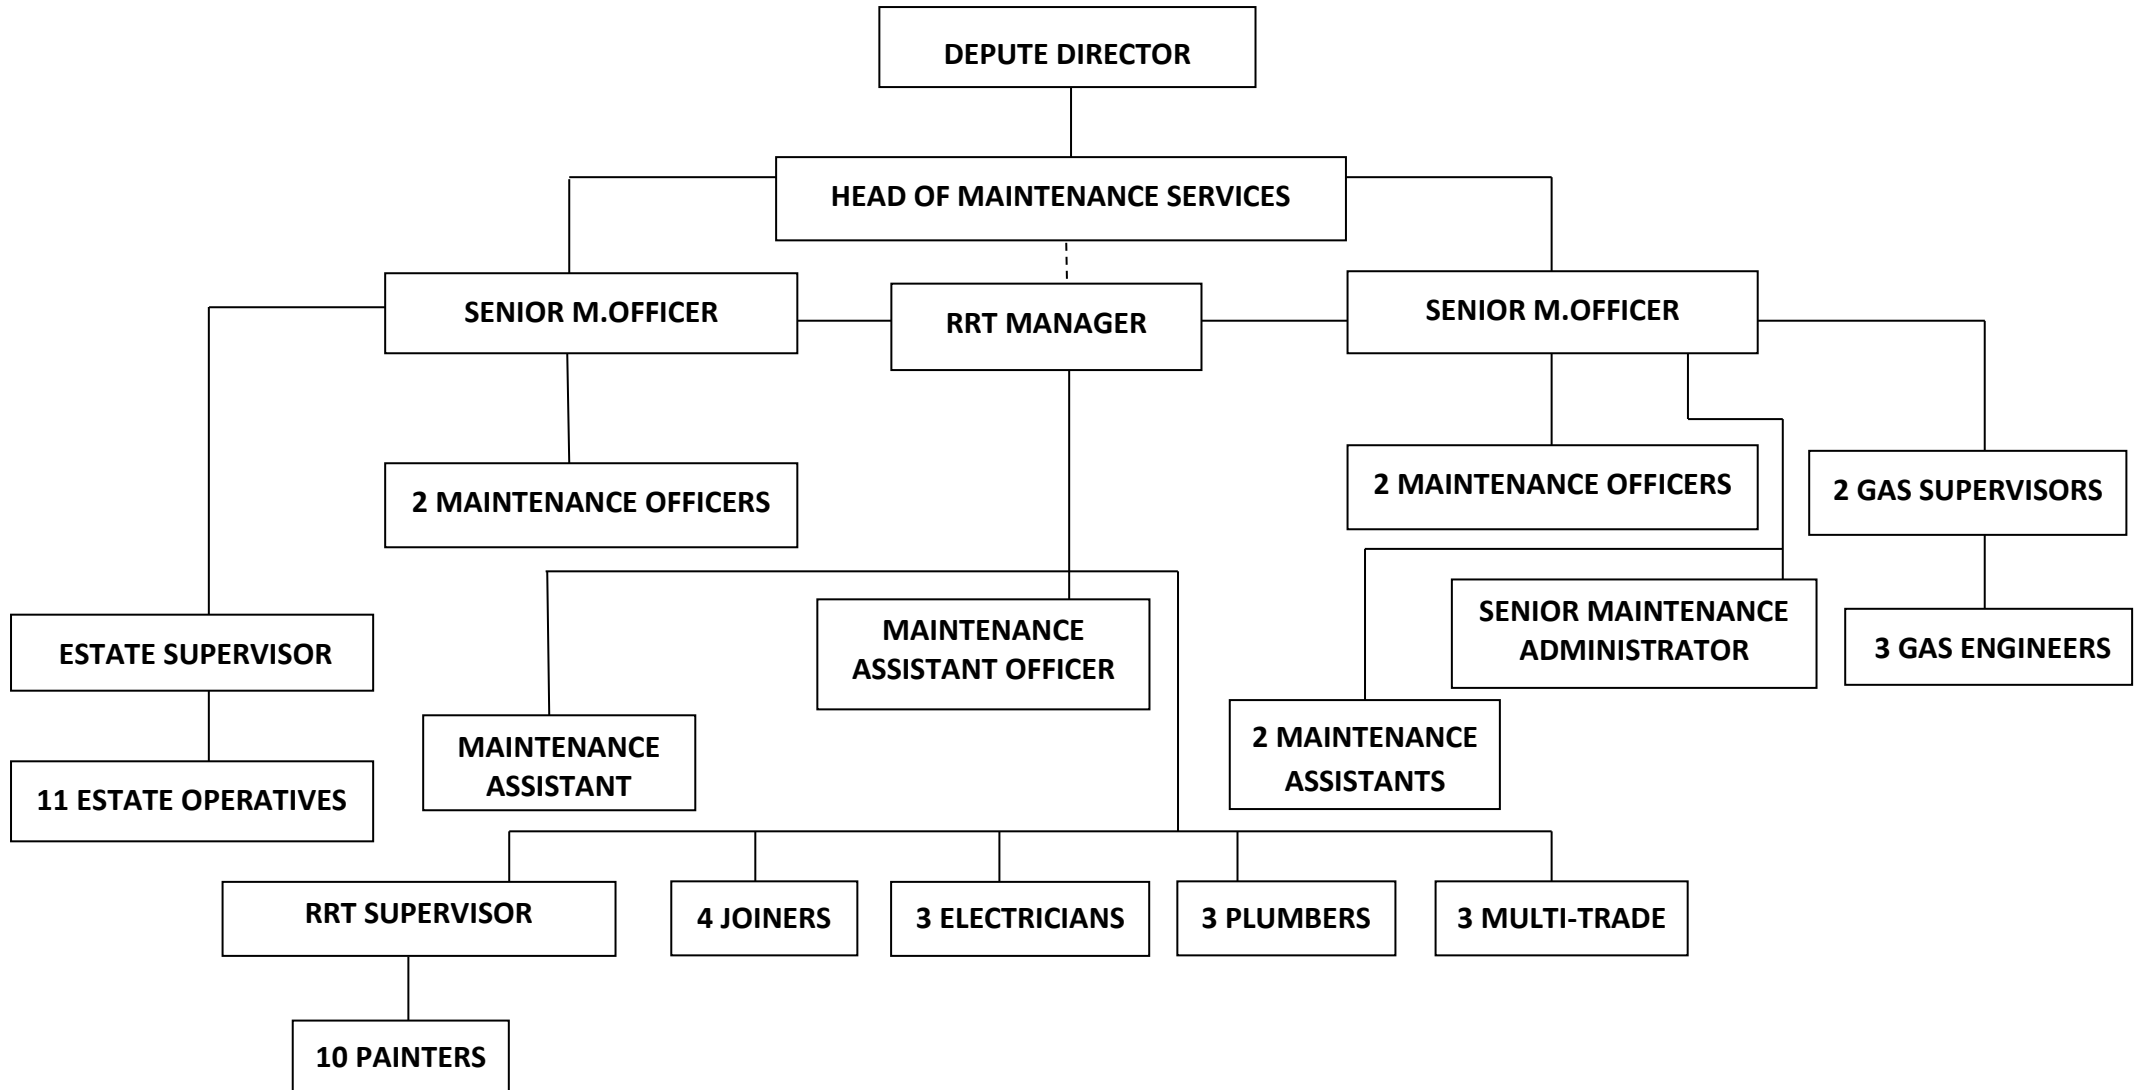 DEPUTE DIRECTOR
HEAD OF MAINTENANCE SERVICES
SENIOR M.OFFICER
RRT MANAGER
SENIOR M.OFFICER
2 MAINTENANCE OFFICERS
2 MAINTENANCE OFFICERS
2 GAS SUPERVISORS
ESTATE SUPERVISOR
MAINTENANCE
ASSISTANT OFFICER
SENIOR MAINTENANCE
ADMINISTRATOR
3 GAS ENGINEERS
11 ESTATE OPERATIVES
MAINTENANCE
ASSISTANT
2 MAINTENANCE
ASSISTANTS
RRT SUPERVISOR
4 JOINERS
3 ELECTRICIANS
3 PLUMBERS
3 MULTI-TRADE
10 PAINTERS